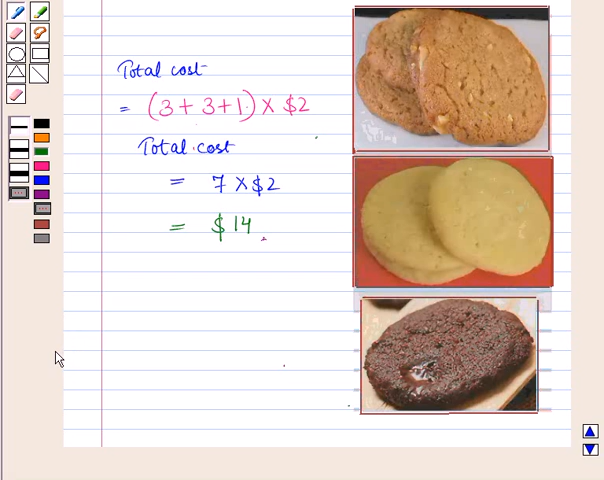 Total cost
= (3 + 3 + 1) × $2
Total cost
= 7 × $2
= $14